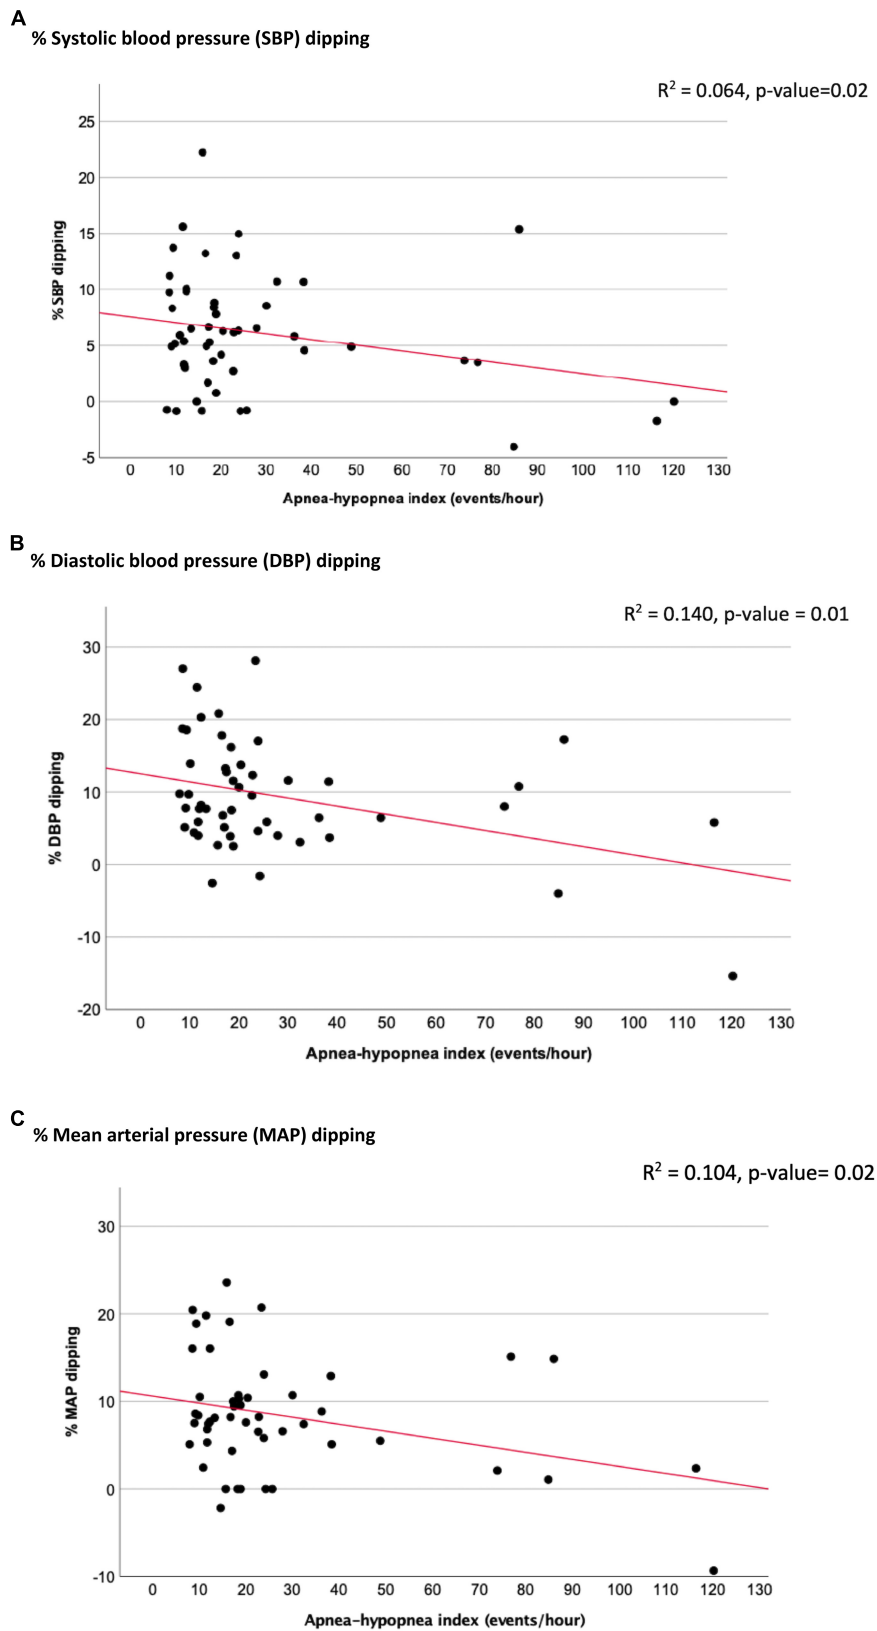 A
% Systolic blood pressure (SBP) dipping
R² = 0.064, p-value=0.02
25
20
15
10
5
0
-5
% SBP dipping
0 10 20 30 40 50 60 70 80 90 100 110 120 130
Apnea-hypopnea index (events/hour)
B
% Diastolic blood pressure (DBP) dipping
R² = 0.140, p-value = 0.01
30
20
10
0
-10
-20
% DBP dipping
0 10 20 30 40 50 60 70 80 90 100 110 120 130
Apnea-hypopnea index (events/hour)
C
% Mean arterial pressure (MAP) dipping
R² = 0.104, p-value= 0.02
30
20
10
0
-10
% MAP dipping
0 10 20 30 40 50 60 70 80 90 100 110 120 130
Apnea-hypopnea index (events/hour)